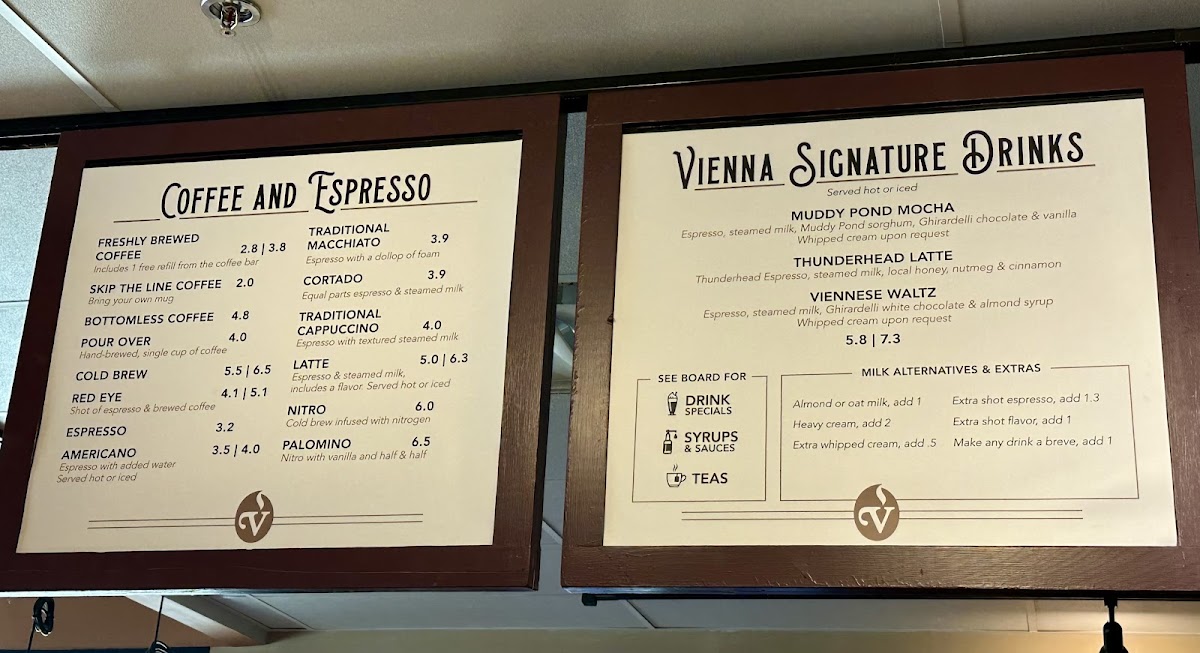 COFFEE AND ESPRESSO
FRESHLY BREWED
COFFEE 2.8 | 3.8
Includes 1 free refill from the coffee bar
SKIP THE LINE COFFEE 2.0
Bring your own mug
BOTTOMLESS COFFEE 4.8
POUR OVER 4.0
Hand-brewed, single cup of coffee
COLD BREW 5.5 | 6.5
RED EYE 4.1 | 5.1
Shot of espresso & brewed coffee
ESPRESSO 3.2
AMERICANO 3.5 | 4.0
Espresso with added water
Served hot or iced
TRADITIONAL
MACCHIATO 3.9
Espresso with a dollop of foam
CORTADO 3.9
Equal parts espresso & steamed milk
TRADITIONAL
CAPPUCCINO 4.0
Espresso with textured steamed milk
LATTE 5.0 | 6.3
Espresso & steamed milk,
includes a flavor. Served hot or iced
NITRO 6.0
Cold brew infused with nitrogen
PALOMINO 6.5
Nitro with vanilla and half & half
V
VIENNA SIGNATURE DRINKS
Served hot or iced
MUDDY POND MOCHA
Espresso, steamed milk, Muddy Pond sorghum, Ghirardelli chocolate & vanilla
Whipped cream upon request
THUNDERHEAD LATTE
Thunderhead Espresso, steamed milk, local honey, nutmeg & cinnamon
VIENNESE WALTZ
Espresso, steamed milk, Ghirardelli white chocolate & almond syrup
Whipped cream upon request
5.8 | 7.3
SEE BOARD FOR
DRINK
SPECIALS
SYRUPS
& SAUCES
TEAS
MILK ALTERNATIVES & EXTRAS
Almond or oat milk, add 1
Heavy cream, add 2
Extra whipped cream, add .5
Extra shot espresso, add 1.3
Extra shot flavor, add 1
Make any drink a breve, add 1
V